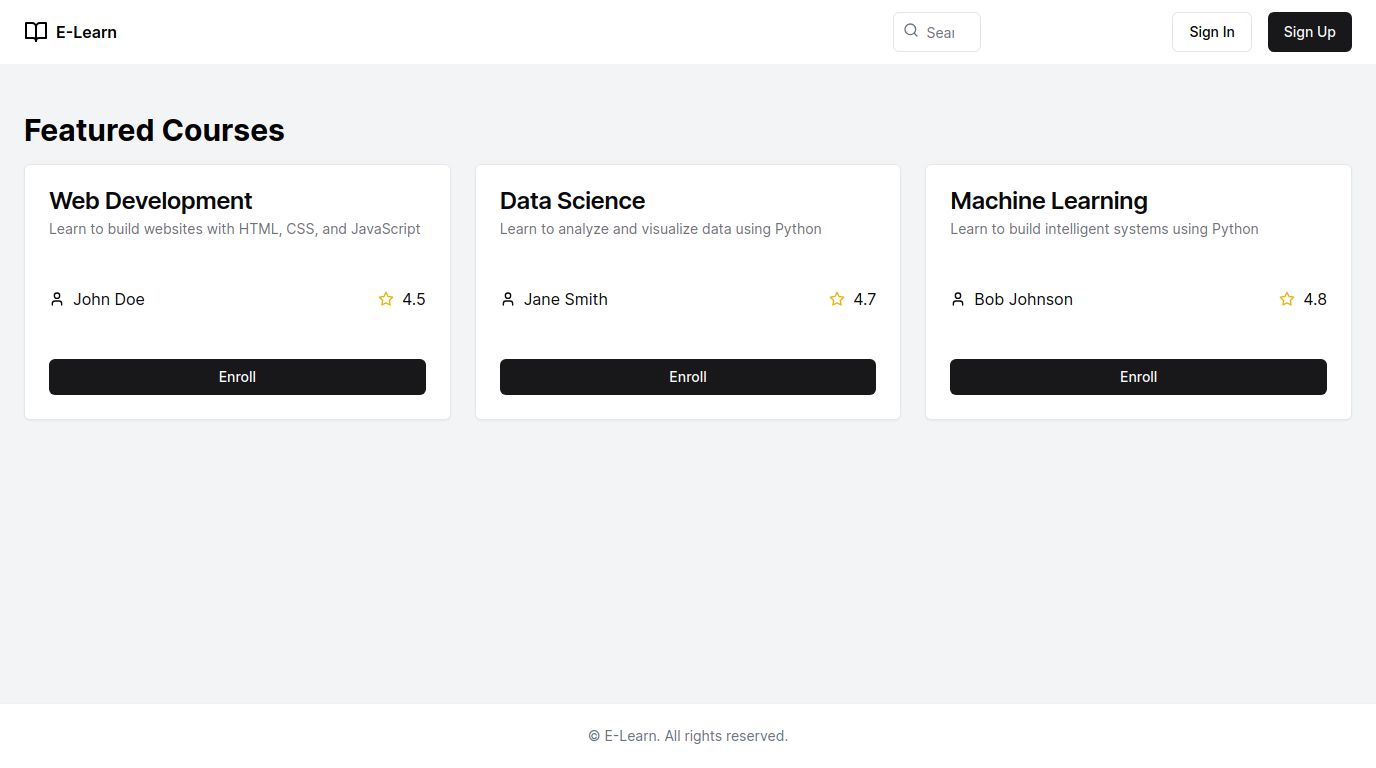 E-Learn
Sear
Sign In
Sign Up
Featured Courses
Web Development
Learn to build websites with HTML, CSS, and JavaScript
John Doe
4.5
Enroll
Data Science
Learn to analyze and visualize data using Python
Jane Smith
4.7
Enroll
Machine Learning
Learn to build intelligent systems using Python
Bob Johnson
4.8
Enroll
© E-Learn. All rights reserved.